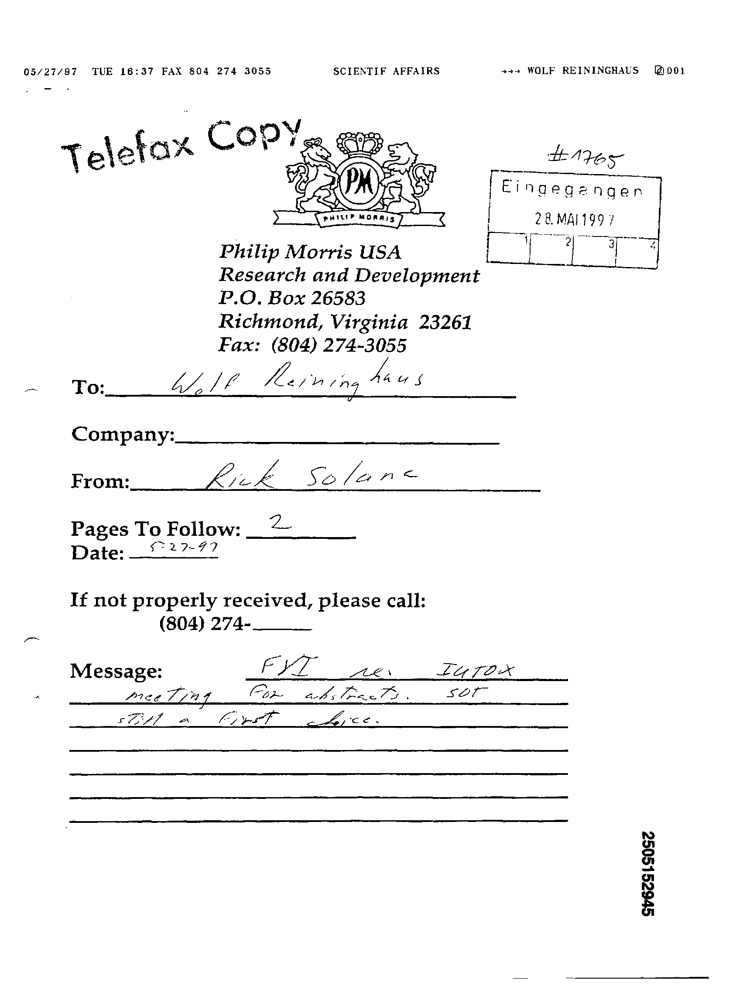 05/27/97 TUE 16:37 FAX 804 274 3055 SCIENTIF AFFAIRS →→→ WOLF REININGHAUS 001
Telefax Copy
#1765
PM
PHILIP MORRIS
Eingegangen
28. MAI 1997
1 2 3 4
Philip Morris USA
Research and Development
P.O. Box 26583
Richmond, Virginia 23261
Fax: (804) 274-3055
To: Wolf Reininghaus
Company:
From: Rick Solana
Pages To Follow: 2
Date: 5-27-97
If not properly received, please call:
(804) 274-
Message: FYI re. IUTOX
meeting for abstracts. SOT
still a first choice.
2505152945